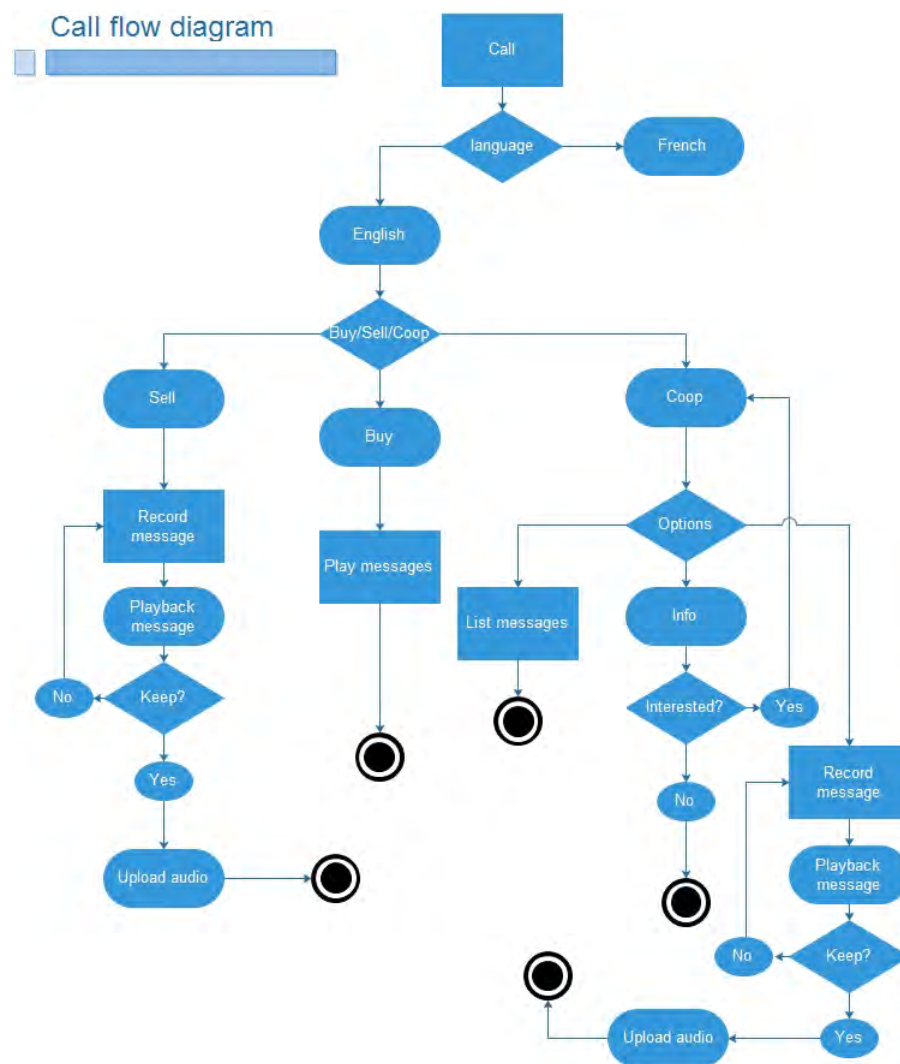 Call flow diagram
Call
language
French
English
Buy/Sell/Coop
Sell
Coop
Buy
Record
message
Options
Play messages
Playback
message
List messages
Info
No
Keep?
Interested?
Yes
Yes
No
Record
message
Upload audio
Playback
message
No
Keep?
Upload audio
Yes